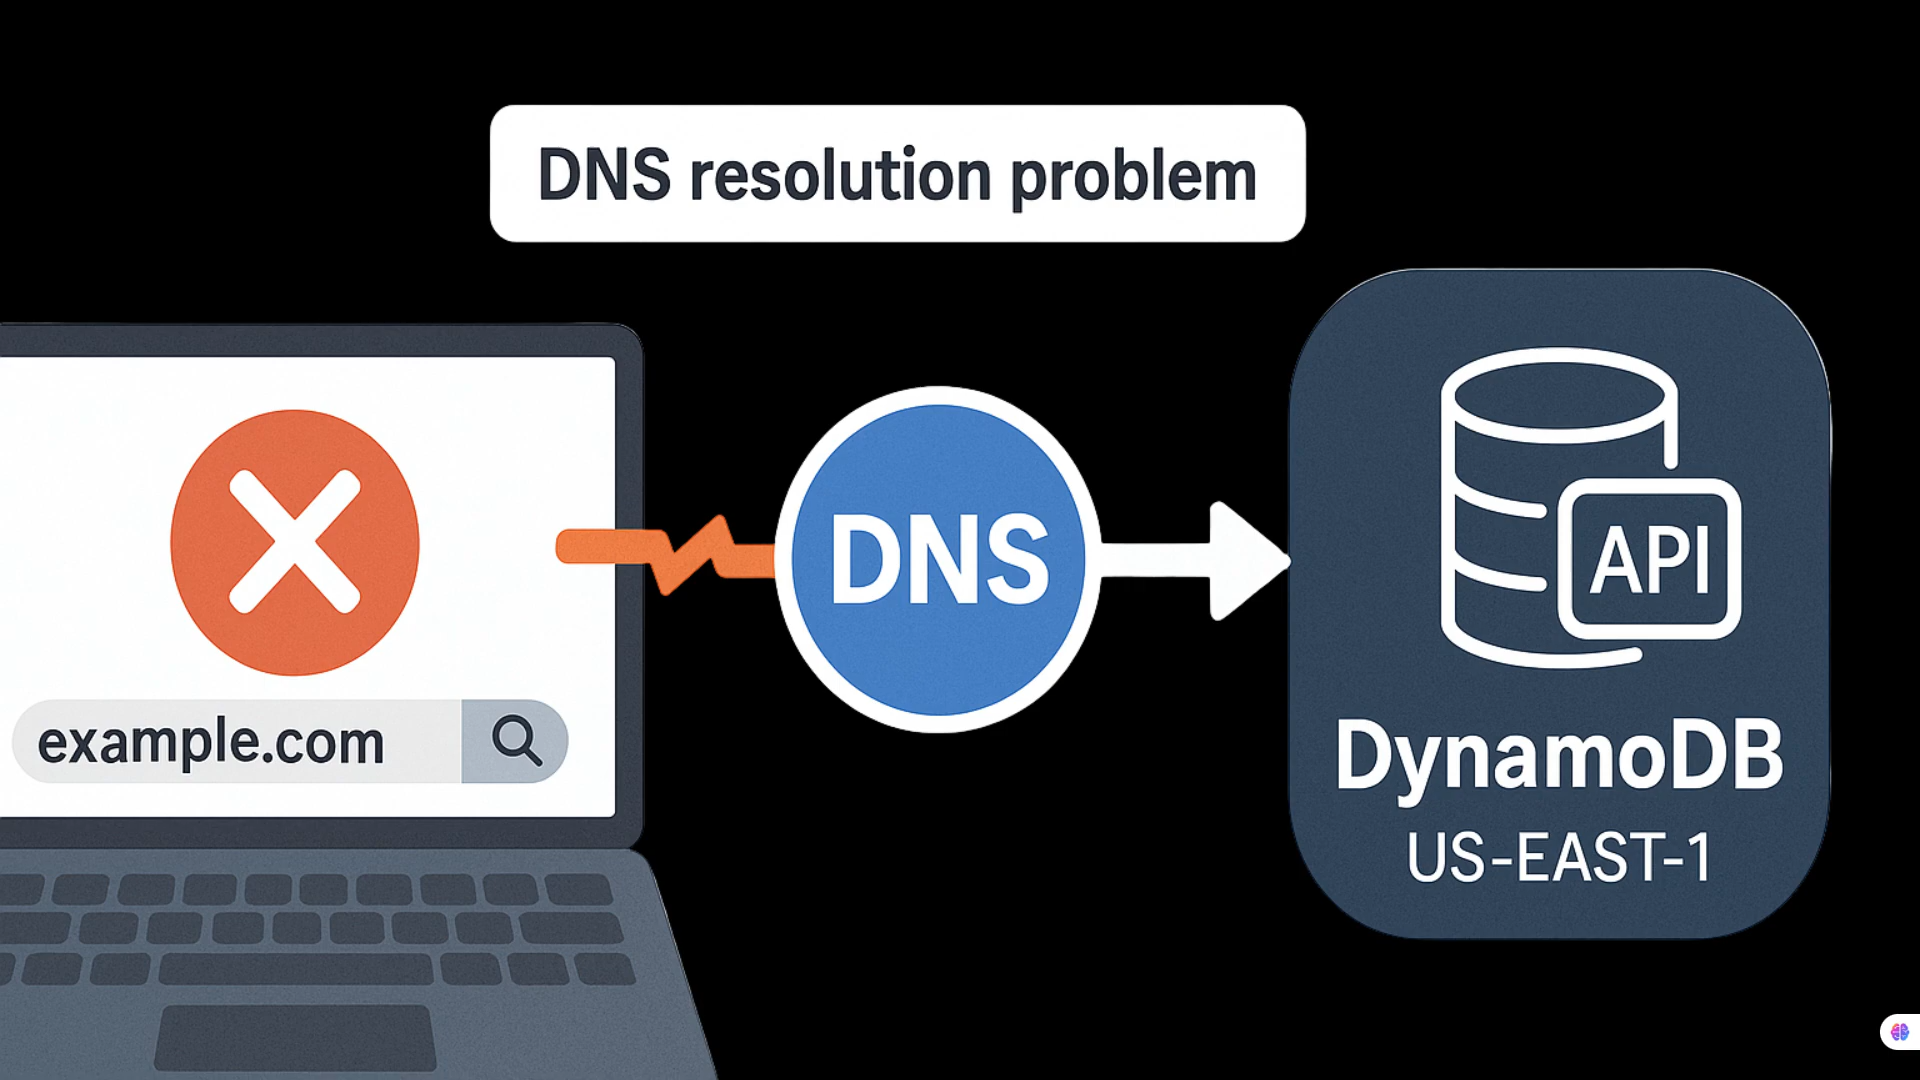 DNS resolution problem
example.com
DNS
API
DynamoDB
US-EAST-1